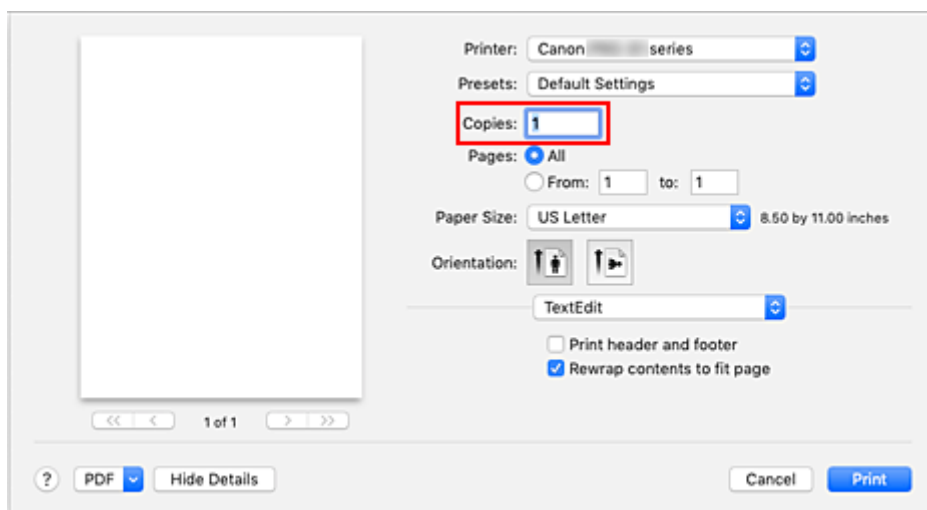 Printer: Canon series
Presets: Default Settings
Copies: 1
Pages: All
From: 1 to: 1
Paper Size: US Letter 8.50 by 11.00 inches
Orientation:
TextEdit
Print header and footer
Rewrap contents to fit page
<< < 1 of 1 > >>
? PDF Hide Details Cancel Print